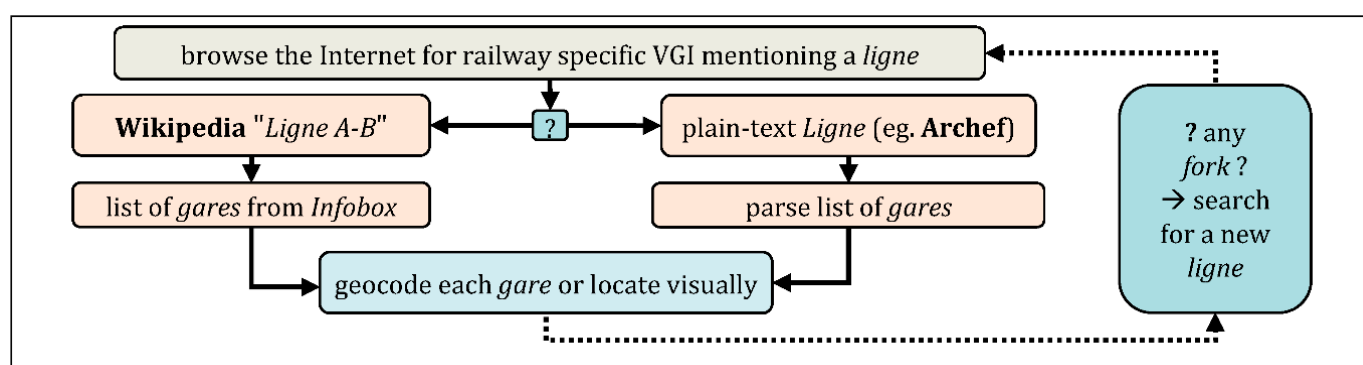 browse the Internet for railway specific VGI mentioning a ligne
Wikipedia "Ligne A-B"
?
plain-text Ligne (eg. Archef)
list of gares from Infobox
parse list of gares
geocode each gare or locate visually
? any
fork ?
→ search
for a new
ligne